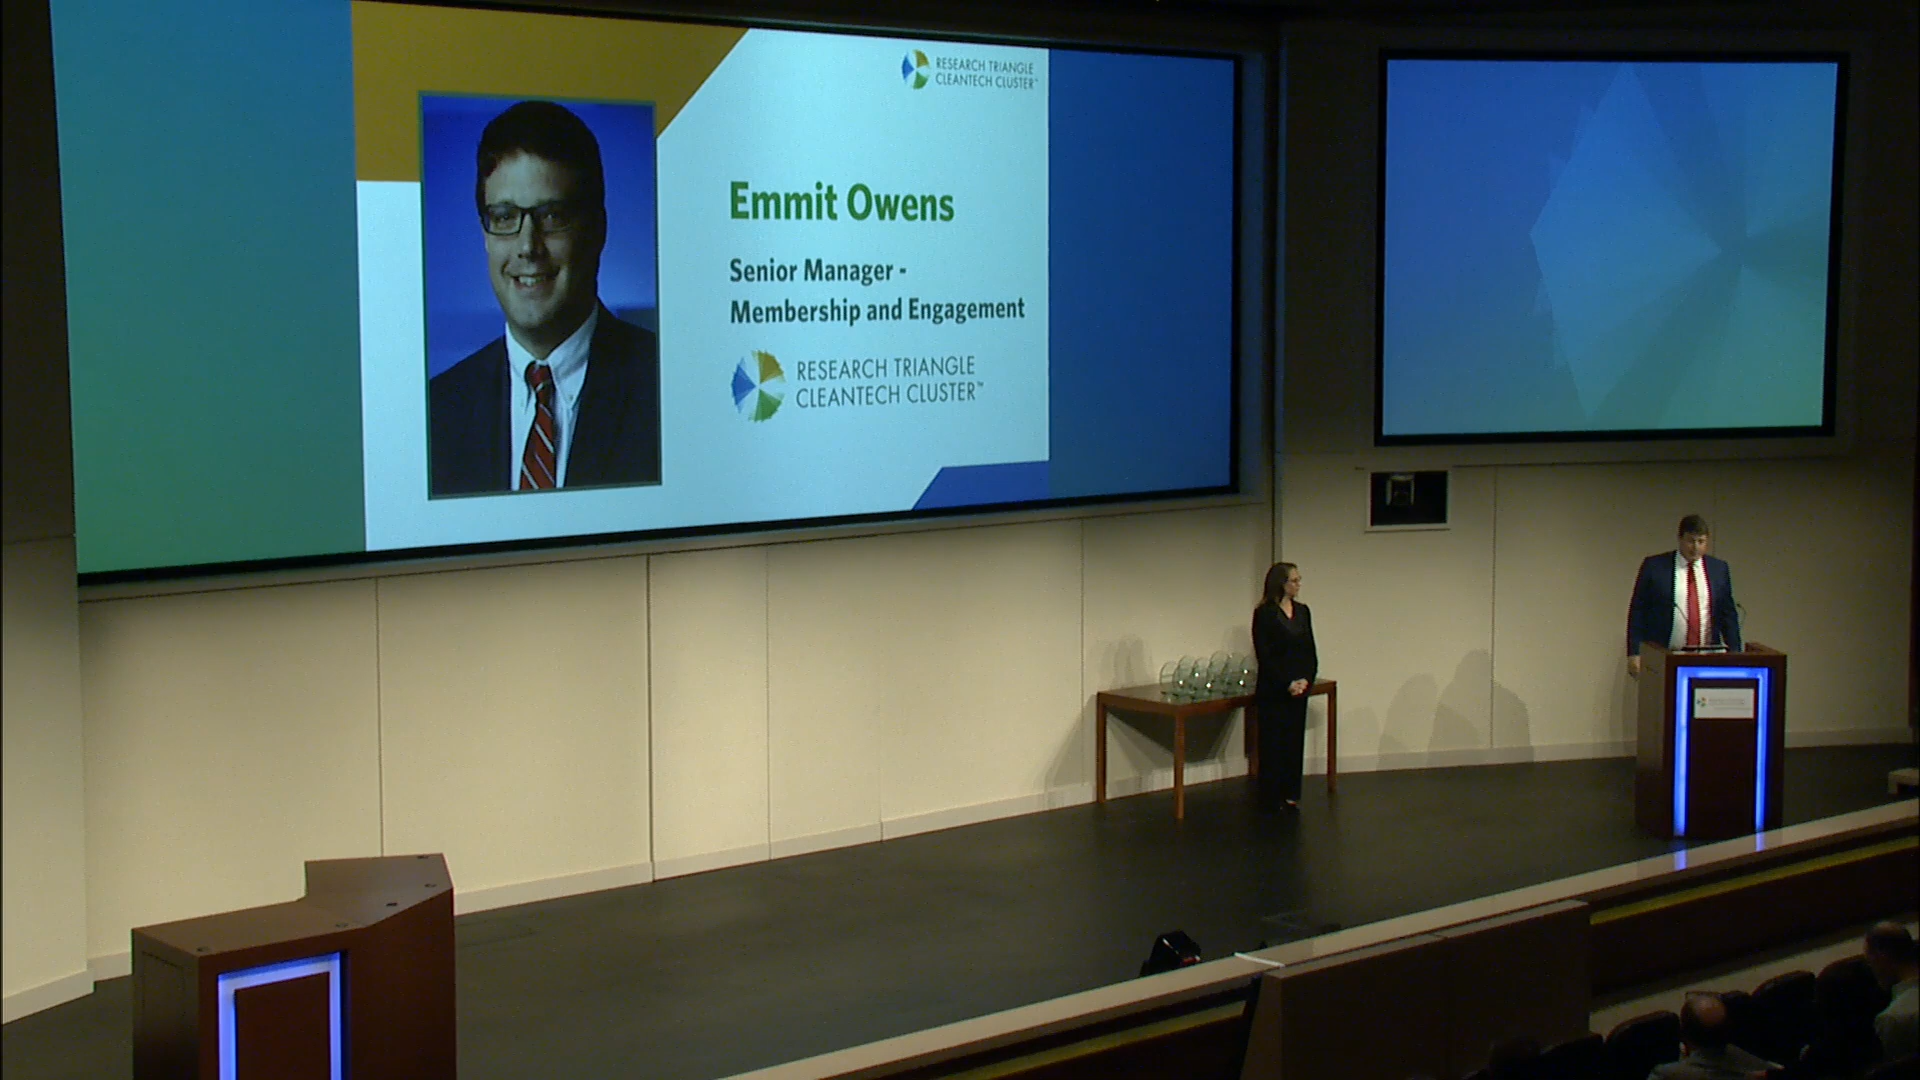 RESEARCH TRIANGLE
CLEANTECH CLUSTER™
Emmit Owens
Senior Manager -
Membership and Engagement
RESEARCH TRIANGLE
CLEANTECH CLUSTER™